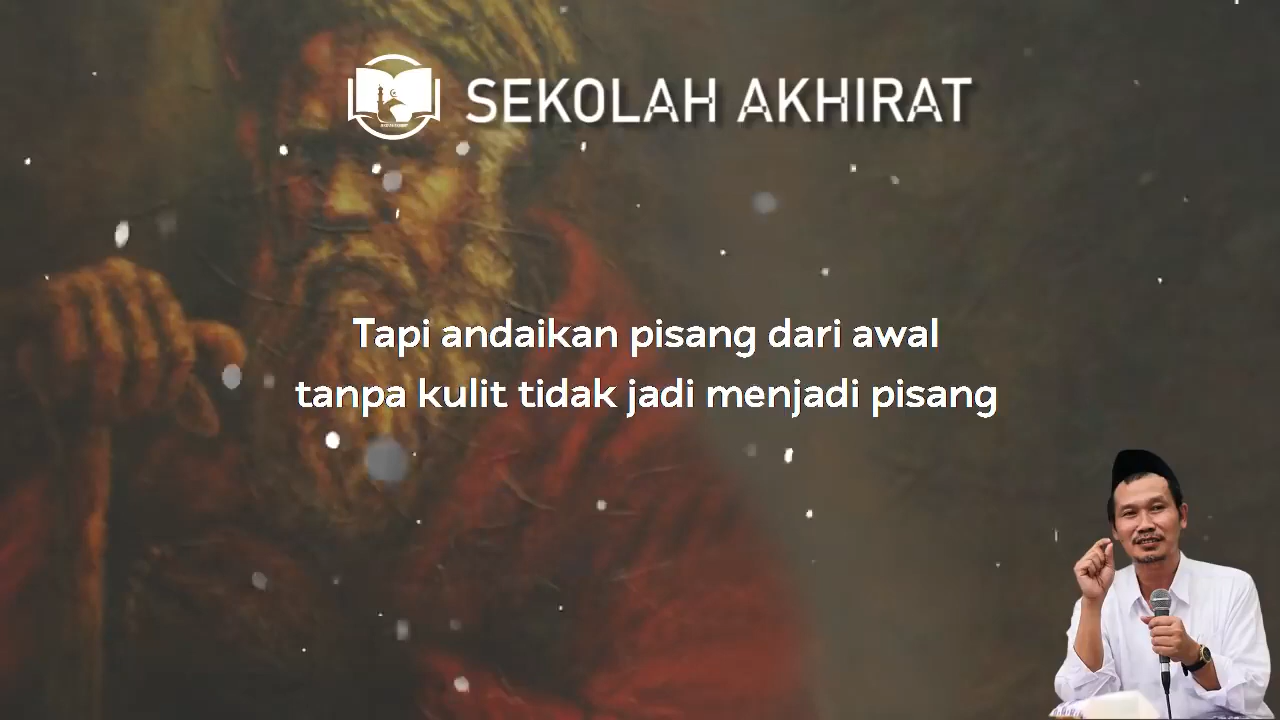 SEKOLAH AKHIRAT
Tapi andaikan pisang dari awal
tanpa kulit tidak jadi menjadi pisang